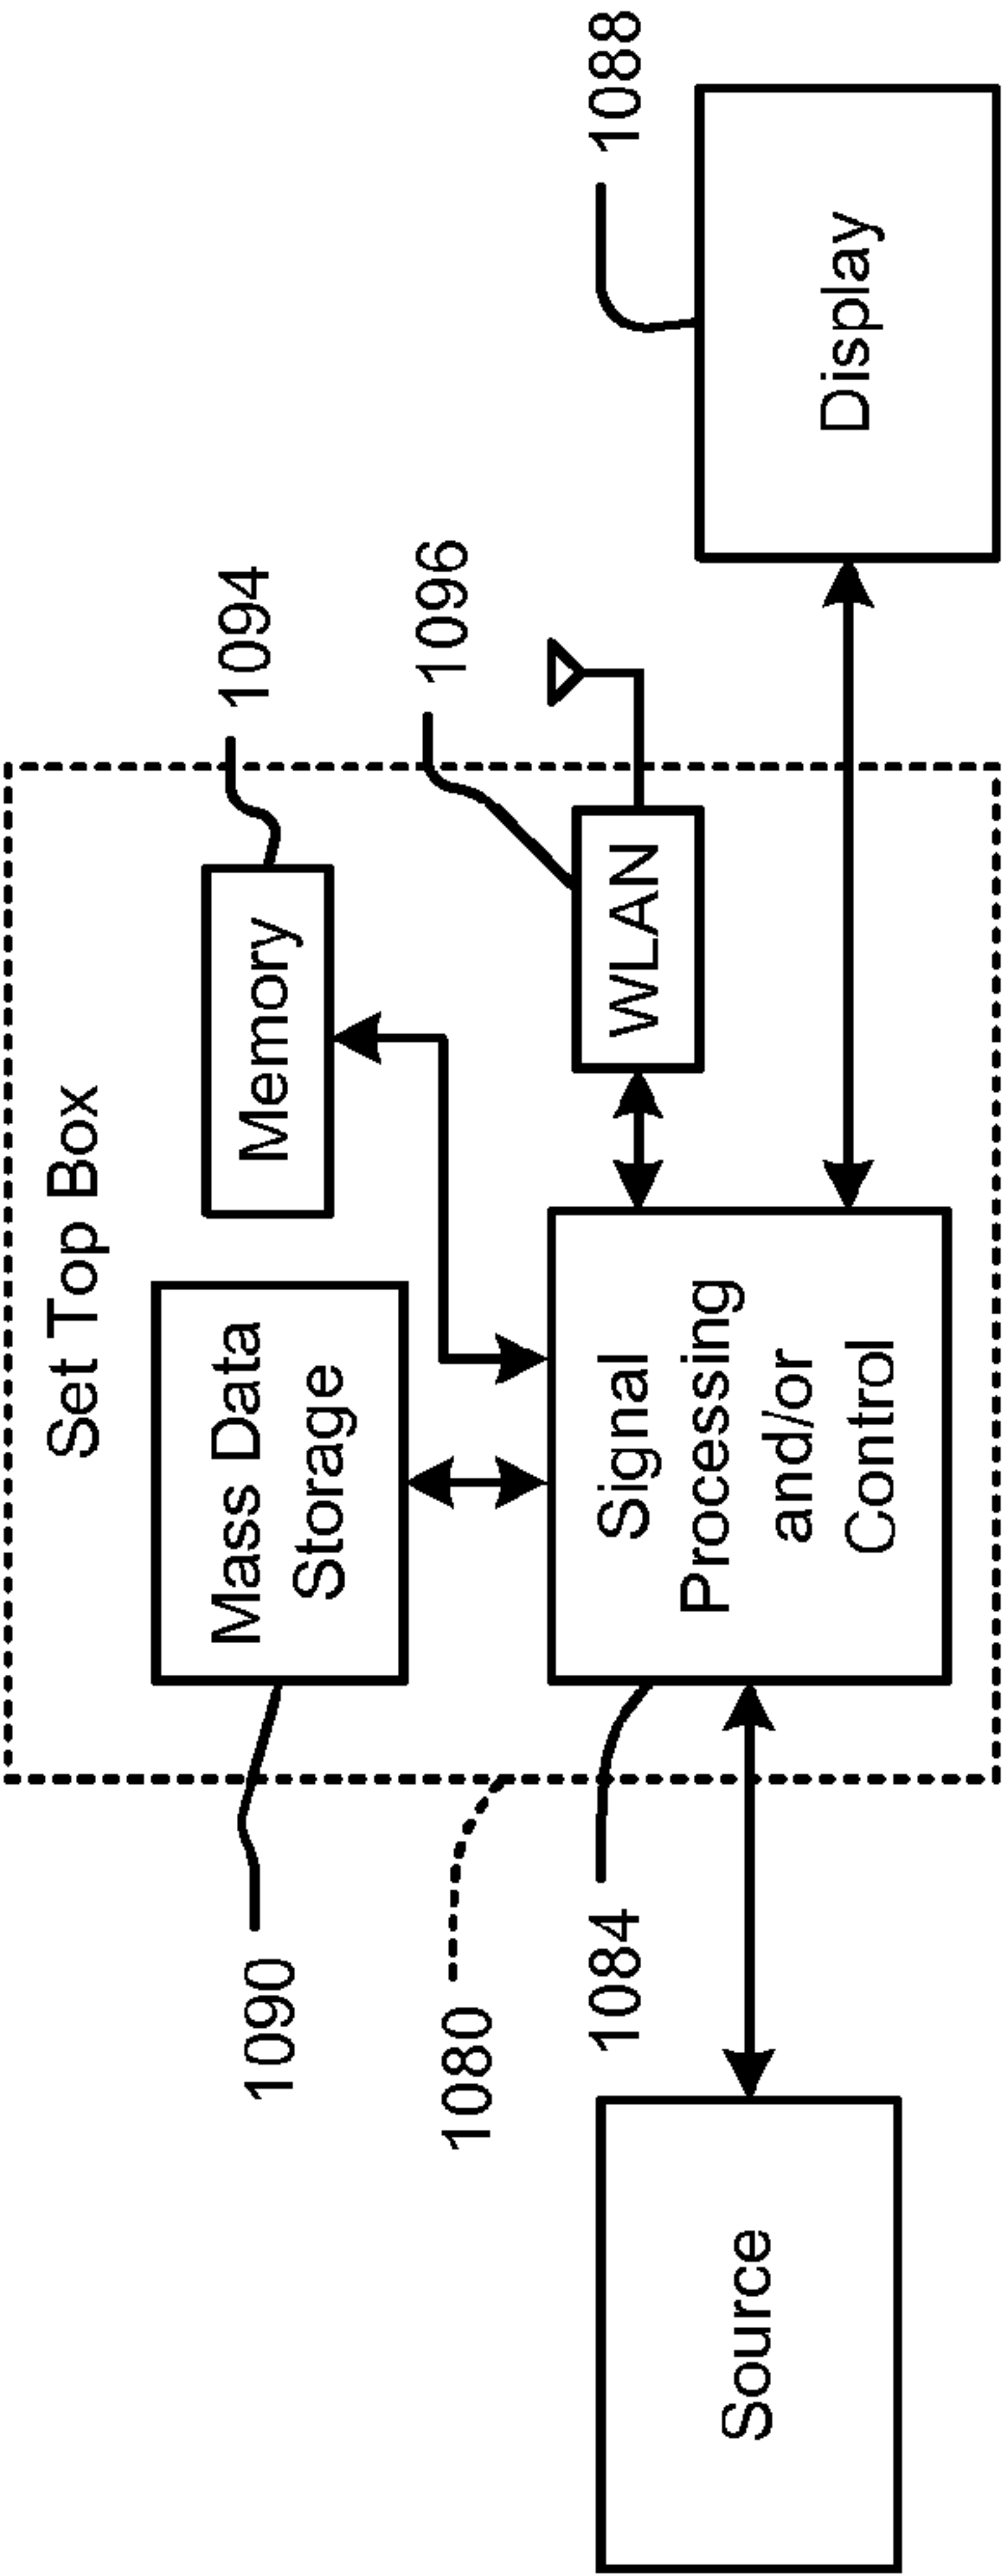 Set Top Box
1090
Mass Data
Storage
Memory
1094
1080
1096
1084
Signal
Processing
and/or
Control
WLAN
1088
Source
Display